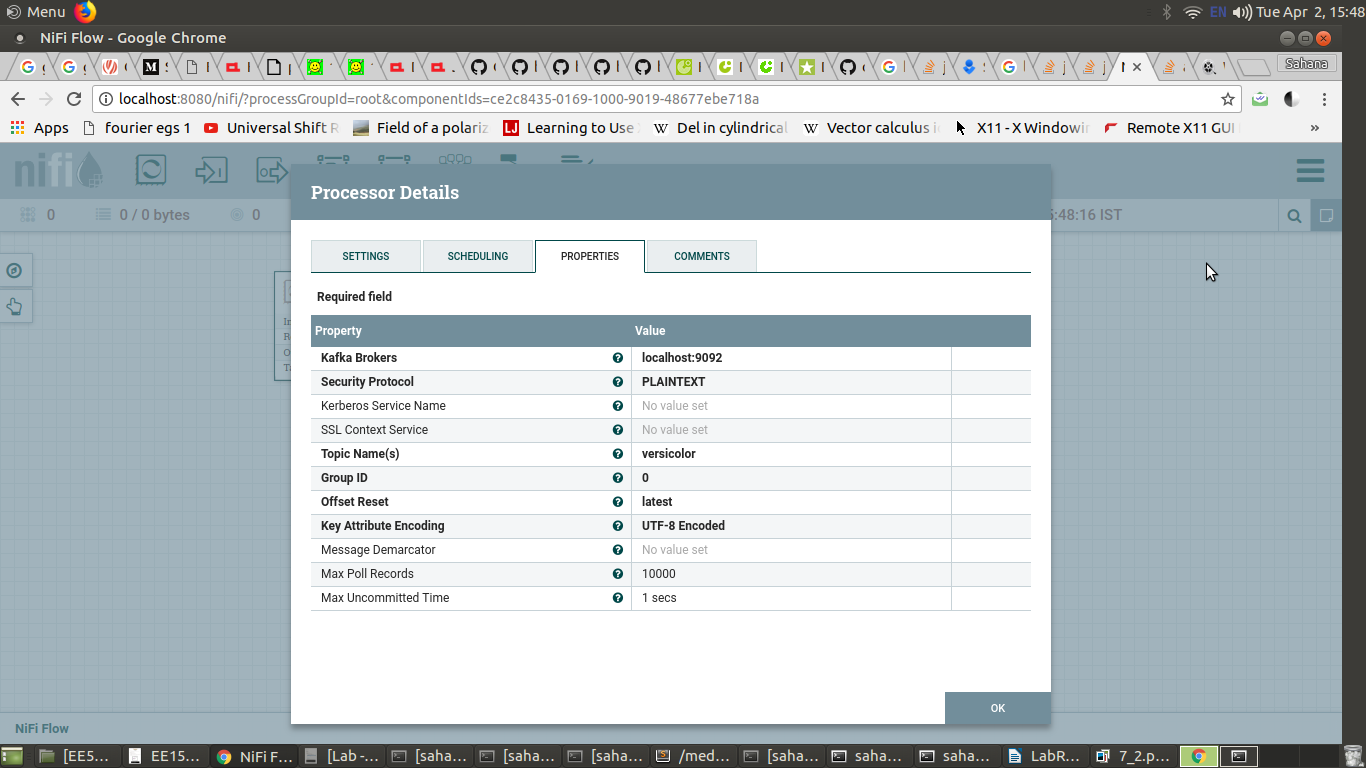 Menu EN Tue Apr 2, 15:48
NiFi Flow - Google Chrome
Sahana
localhost:8080/nifi/?processGroupId=root&componentIds=ce2c8435-0169-1000-9019-48677ebe718a
Apps fourier egs 1 Universal Shift R Field of a polariz Learning to Use Del in cylindrical Vector calculus i X11 - X Windowin Remote X11 GUI »
nifi
0 0 / 0 bytes 0 5:48:16 IST
Processor Details
SETTINGS SCHEDULING PROPERTIES COMMENTS
Required field
Property Value
Kafka Brokers localhost:9092
Security Protocol PLAINTEXT
Kerberos Service Name No value set
SSL Context Service No value set
Topic Name(s) versicolor
Group ID 0
Offset Reset latest
Key Attribute Encoding UTF-8 Encoded
Message Demarcator No value set
Max Poll Records 10000
Max Uncommitted Time 1 secs
OK
NiFi Flow
[EE5... EE15... NiFi F... [Lab -... [saha... [saha... [saha... /med... [saha... saha... saha... LabR... 7_2.p...